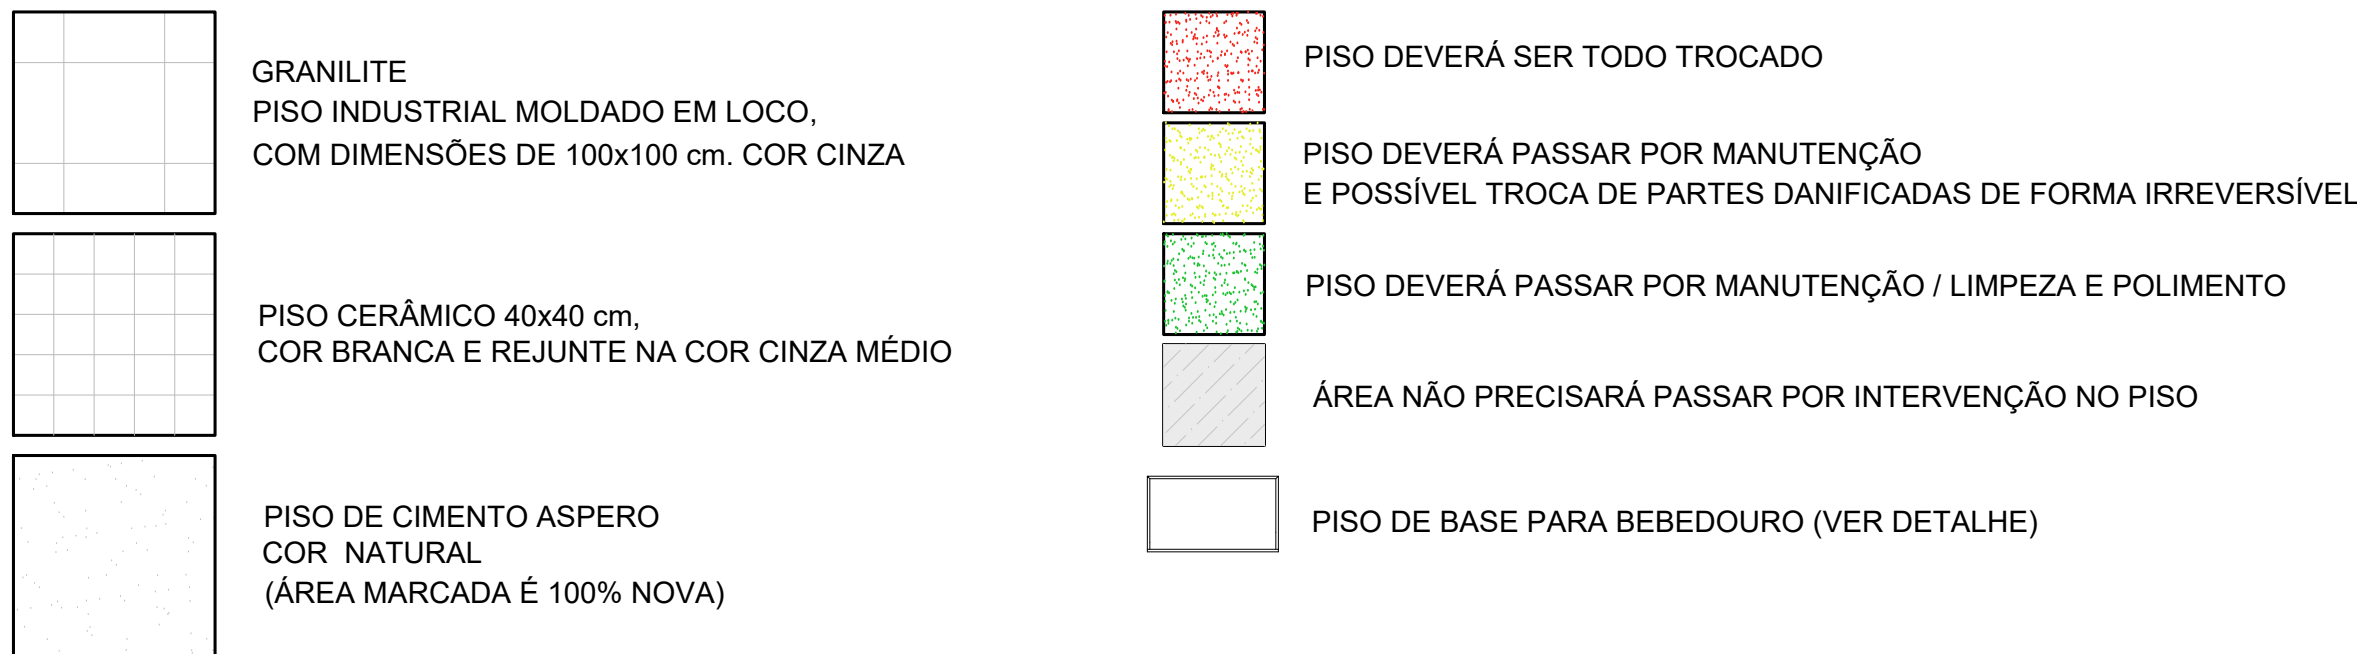 GRANILITE
PISO INDUSTRIAL MOLDADO EM LOCO,
COM DIMENSÕES DE 100x100 cm. COR CINZA
PISO CERÂMICO 40x40 cm,
COR BRANCA E REJUNTE NA COR CINZA MÉDIO
PISO DE CIMENTO ASPERO
COR NATURAL
(ÁREA MARCADA É 100% NOVA)
PISO DEVERÁ SER TODO TROCADO
PISO DEVERÁ PASSAR POR MANUTENÇÃO
E POSSÍVEL TROCA DE PARTES DANIFICADAS DE FORMA IRREVERSÍVEL
PISO DEVERÁ PASSAR POR MANUTENÇÃO / LIMPEZA E POLIMENTO
ÁREA NÃO PRECISARÁ PASSAR POR INTERVENÇÃO NO PISO
PISO DE BASE PARA BEBEDOURO (VER DETALHE)